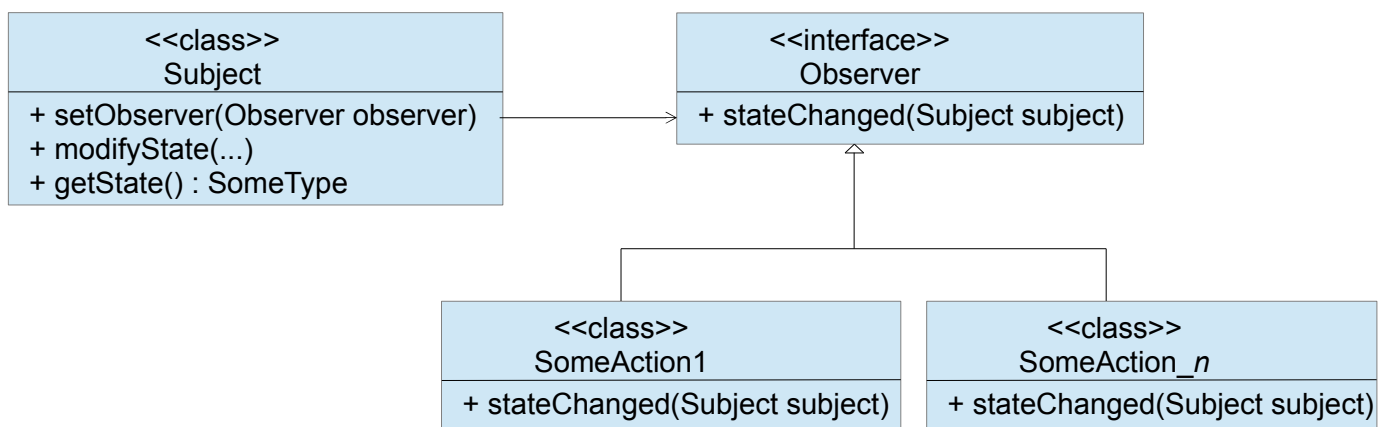 <<class>>
Subject
+ setObserver(Observer observer)
+ modifyState(...)
+ getState() : SomeType
<<interface>>
Observer
+ stateChanged(Subject subject)
<<class>>
SomeAction1
+ stateChanged(Subject subject)
<<class>>
SomeAction_n
+ stateChanged(Subject subject)